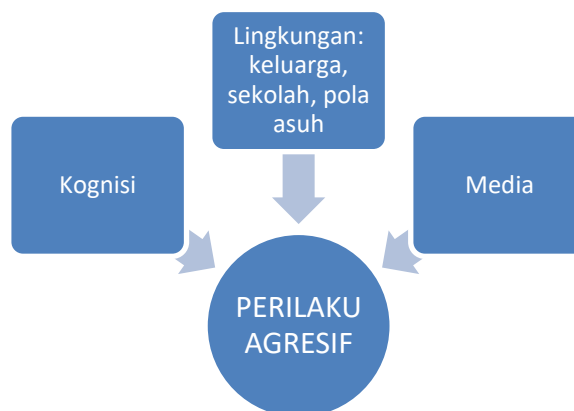 Lingkungan:
keluarga,
sekolah, pola
asuh
Kognisi
Media
PERILAKU
AGRESIF